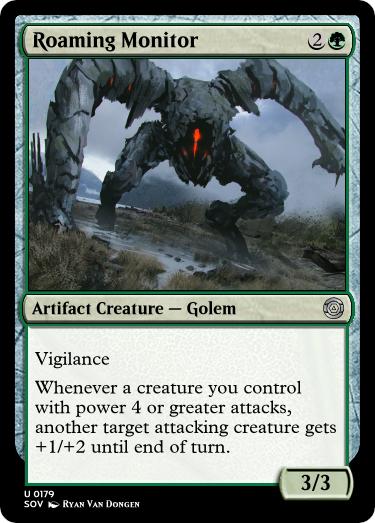 Roaming Monitor 2
Artifact Creature — Golem
Vigilance
Whenever a creature you control
with power 4 or greater attacks,
another target attacking creature gets
+1/+2 until end of turn.
3/3
U 0179
SOV Ryan Van Dongen